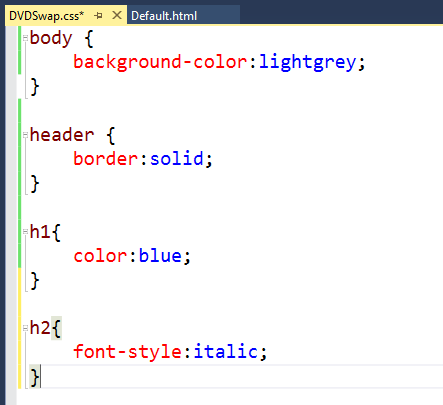 DVDSwap.css* Default.html
body {
    background-color:lightgrey;
}
header {
    border:solid;
}
h1{
    color:blue;
}
h2{
    font-style:italic;
}